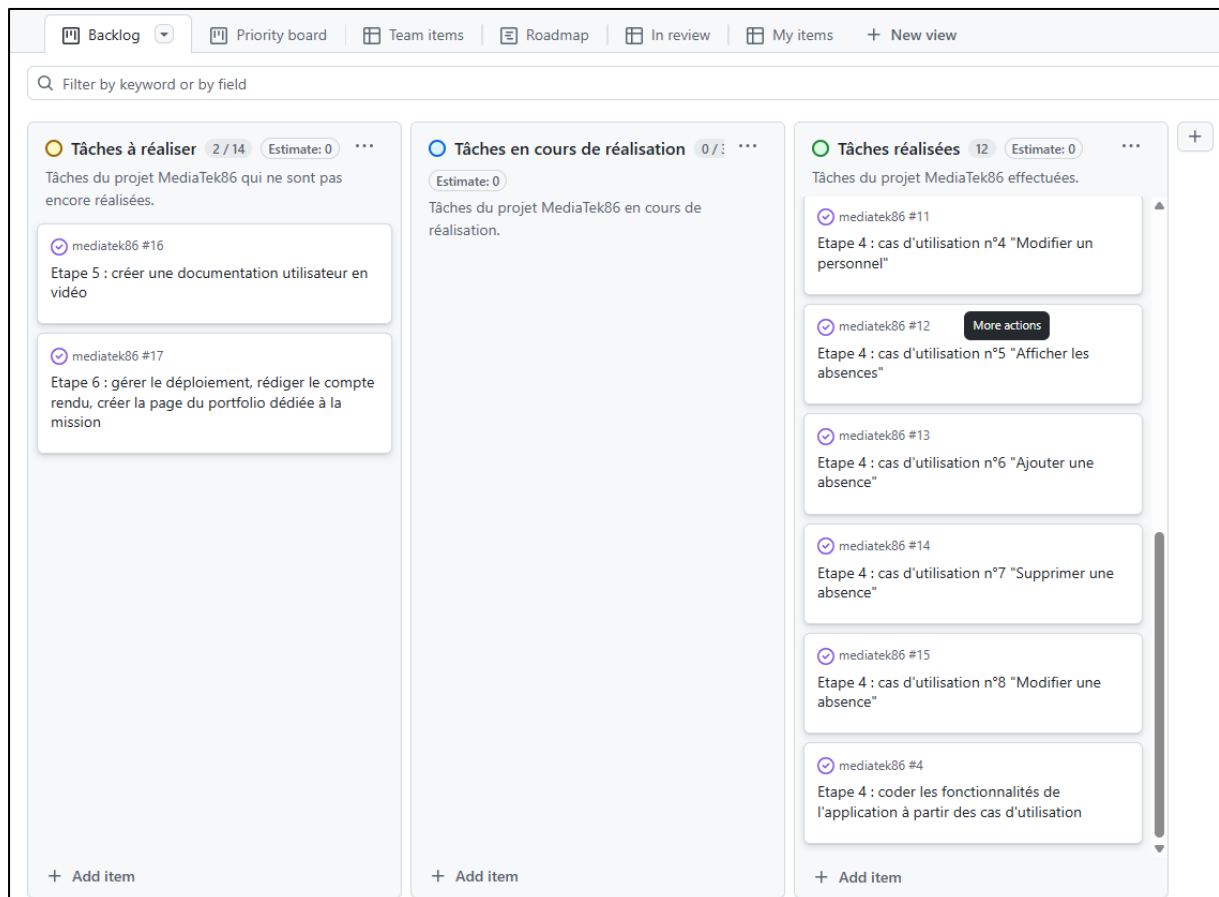 Backlog
Priority board
Team items
Roadmap
In review
My items
+ New view
Filter by keyword or by field
Tâches à réaliser 2 / 14 Estimate: 0 ...
Tâches du projet MediaTek86 qui ne sont pas
encore réalisées.
mediatek86 #16
Etape 5 : créer une documentation utilisateur en
vidéo
mediatek86 #17
Etape 6 : gérer le déploiement, rédiger le compte
rendu, créer la page du portfolio dédiée à la
mission
+ Add item
Tâches en cours de réalisation 0 / ...
Estimate: 0
Tâches du projet MediaTek86 en cours de
réalisation.
+ Add item
Tâches réalisées 12 Estimate: 0 ...
Tâches du projet MediaTek86 effectuées.
mediatek86 #11
Etape 4 : cas d'utilisation n°4 "Modifier un
personnel"
mediatek86 #12
More actions
Etape 4 : cas d'utilisation n°5 "Afficher les
absences"
mediatek86 #13
Etape 4 : cas d'utilisation n°6 "Ajouter une
absence"
mediatek86 #14
Etape 4 : cas d'utilisation n°7 "Supprimer une
absence"
mediatek86 #15
Etape 4 : cas d'utilisation n°8 "Modifier une
absence"
mediatek86 #4
Etape 4 : coder les fonctionnalités de
l'application à partir des cas d'utilisation
+ Add item
+